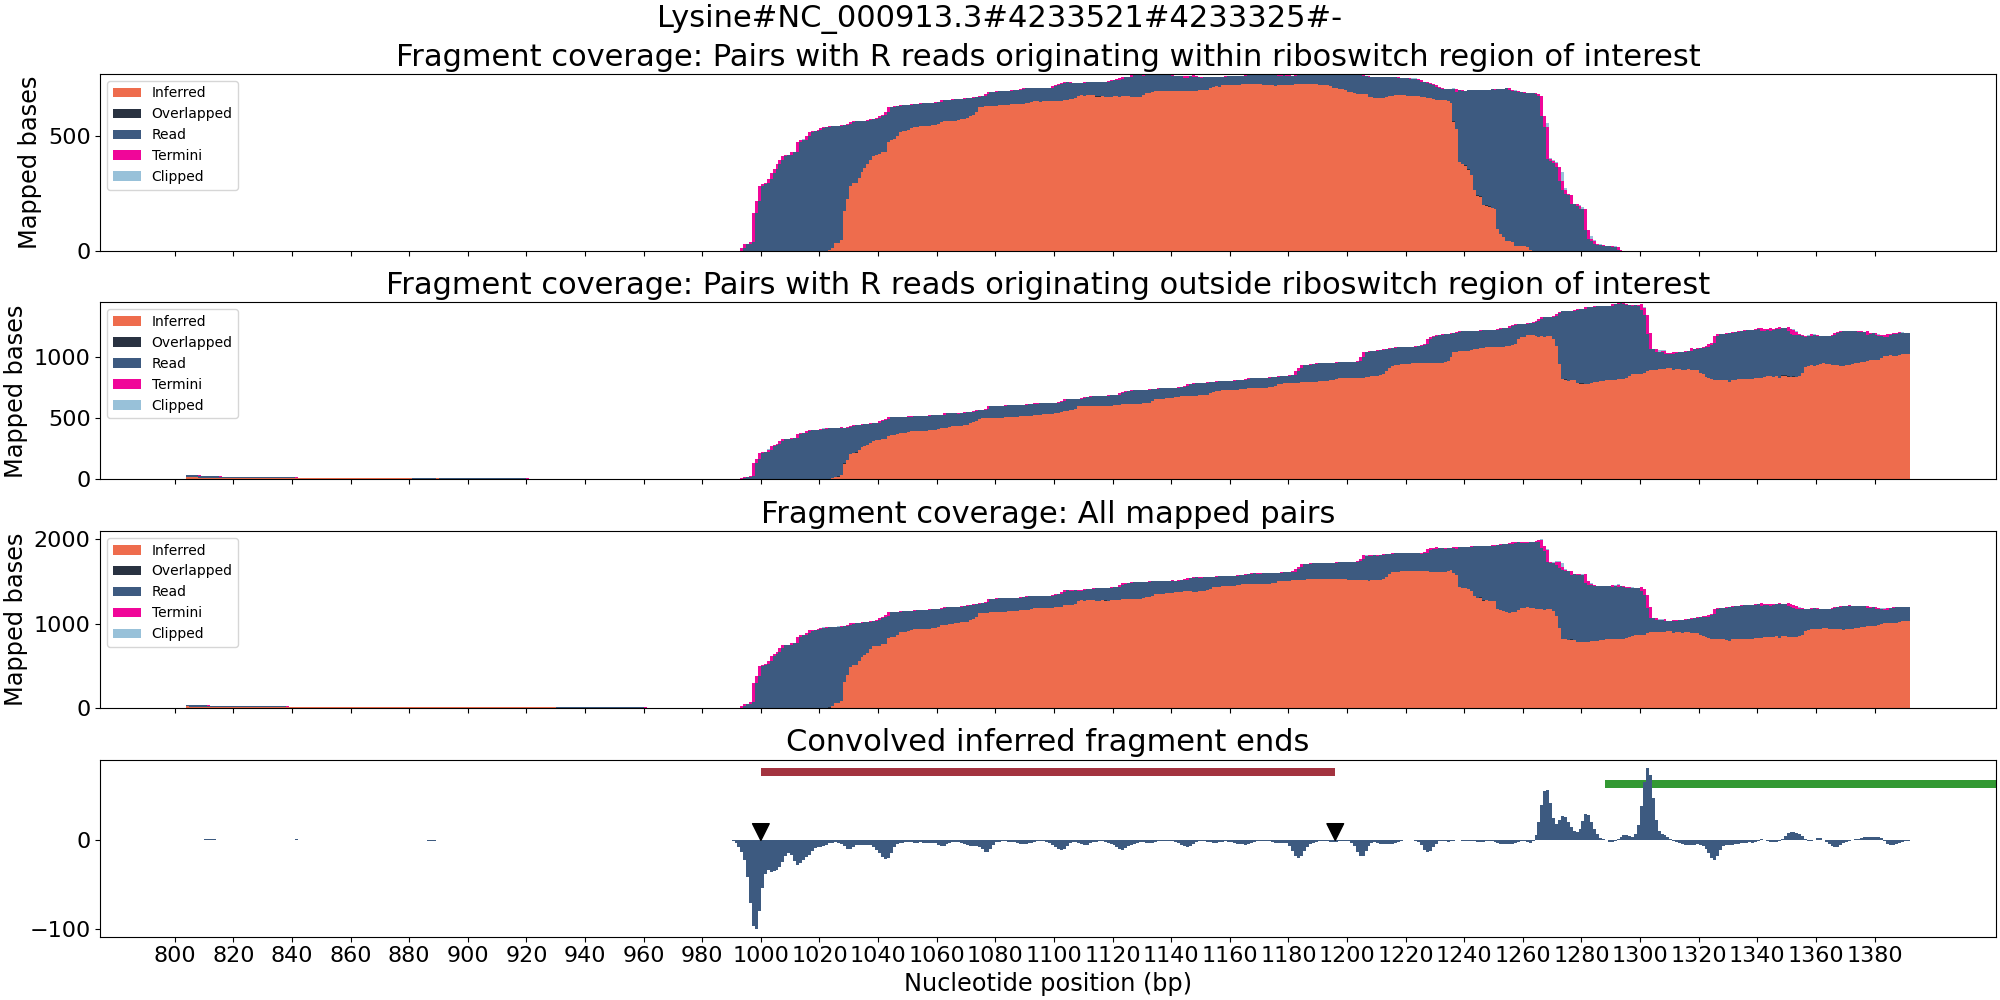 Lysine#NC_000913.3#4233521#4233325#-
Fragment coverage: Pairs with R reads originating within riboswitch region of interest
Mapped bases
500
0
Inferred
Overlapped
Read
Termini
Clipped
Fragment coverage: Pairs with R reads originating outside riboswitch region of interest
Mapped bases
1000
500
0
Inferred
Overlapped
Read
Termini
Clipped
Fragment coverage: All mapped pairs
Mapped bases
2000
1000
0
Inferred
Overlapped
Read
Termini
Clipped
Convolved inferred fragment ends
0
−100
800 820 840 860 880 900 920 940 960 980 1000 1020 1040 1060 1080 1100 1120 1140 1160 1180 1200 1220 1240 1260 1280 1300 1320 1340 1360 1380
Nucleotide position (bp)